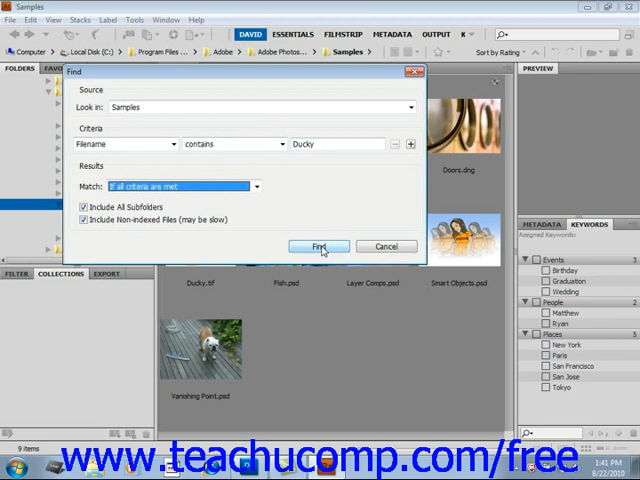 Br Samples
File Edit View Stacks Label Tools Window Help
DAVID ESSENTIALS FILMSTRIP METADATA OUTPUT
Computer Local Disk (C:) Program Files ... Adobe Adobe Photos... Samples Sort by Rating
FOLDERS FAVO
PREVIEW
Find
Source
Look in: Samples
Criteria
Filename contains Ducky
Results
Match: If all criteria are met
Include All Subfolders
Include Non-indexed Files (may be slow)
Find Cancel
Doors.dng
Ducky.tif Fish.psd Layer Comps.psd Smart Objects.psd
Vanishing Point.psd
FILTER COLLECTIONS EXPORT
METADATA KEYWORDS
Assigned Keywords:
Events
Birthday
Graduation
Wedding
People
Matthew
Ryan
Places
New York
Paris
San Francisco
San Jose
Tokyo
9 items
www.teachucomp.com/free
1:41 PM
8/22/2010